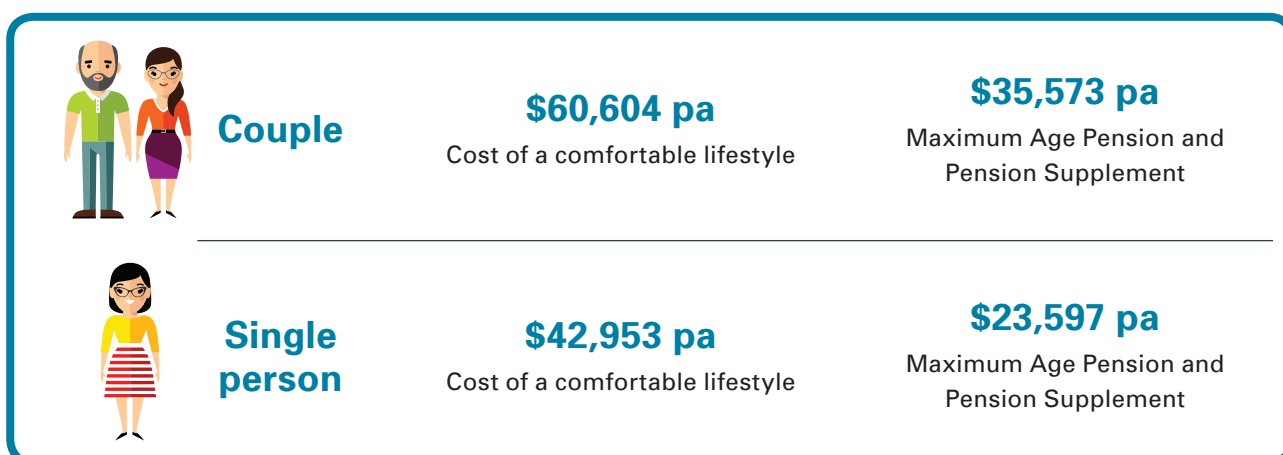 Couple
$60,604 pa
Cost of a comfortable lifestyle
$35,573 pa
Maximum Age Pension and
Pension Supplement
Single
person
$42,953 pa
Cost of a comfortable lifestyle
$23,597 pa
Maximum Age Pension and
Pension Supplement